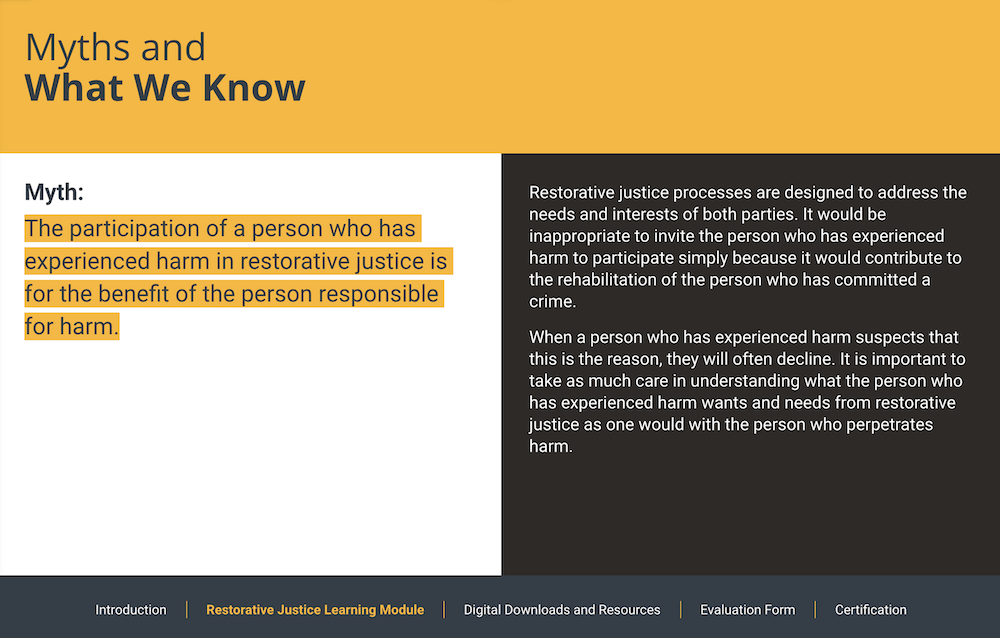 Myths and
What We Know
Myth:
The participation of a person who has
experienced harm in restorative justice is
for the benefit of the person responsible
for harm.
Restorative justice processes are designed to address the
needs and interests of both parties. It would be
inappropriate to invite the person who has experienced
harm to participate simply because it would contribute to
the rehabilitation of the person who has committed a
crime.
When a person who has experienced harm suspects that
this is the reason, they will often decline. It is important to
take as much care in understanding what the person who
has experienced harm wants and needs from restorative
justice as one would with the person who perpetrates
harm.
Introduction | Restorative Justice Learning Module | Digital Downloads and Resources | Evaluation Form | Certification